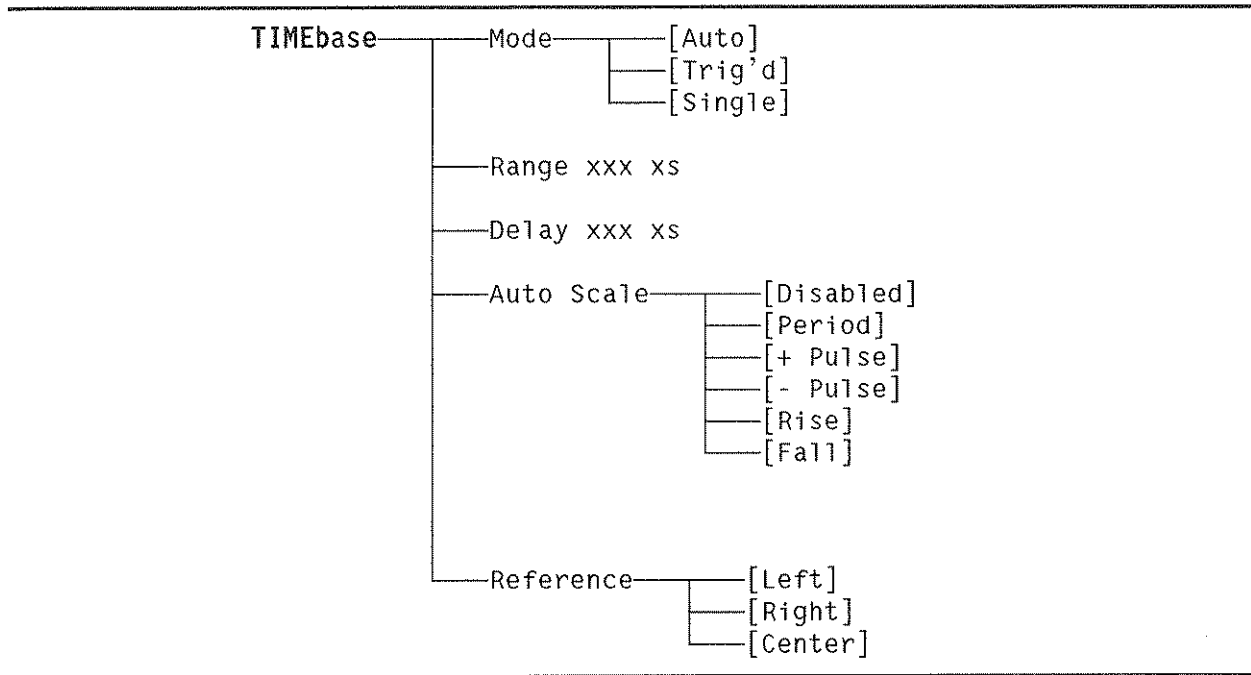 TIMEbase Mode [Auto]
[Trig'd]
[Single]
Range xxx xs
Delay xxx xs
Auto Scale [Disabled]
[Period]
[+ Pulse]
[- Pulse]
[Rise]
[Fall]
Reference [Left]
[Right]
[Center]